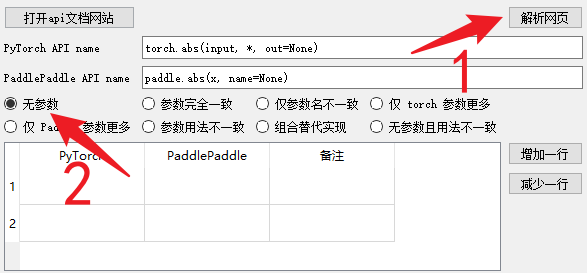 打开api文档网站 解析网页
1
PyTorch API name torch.abs(input, *, out=None)
PaddlePaddle API name paddle.abs(x, name=None)
无参数 参数完全一致 仅参数名不一致 仅 torch 参数更多
仅 Pad 参数更多 参数用法不一致 组合替代实现 无参数且用法不一致
2
PyTorch PaddlePaddle 备注 增加一行
1 减少一行
2